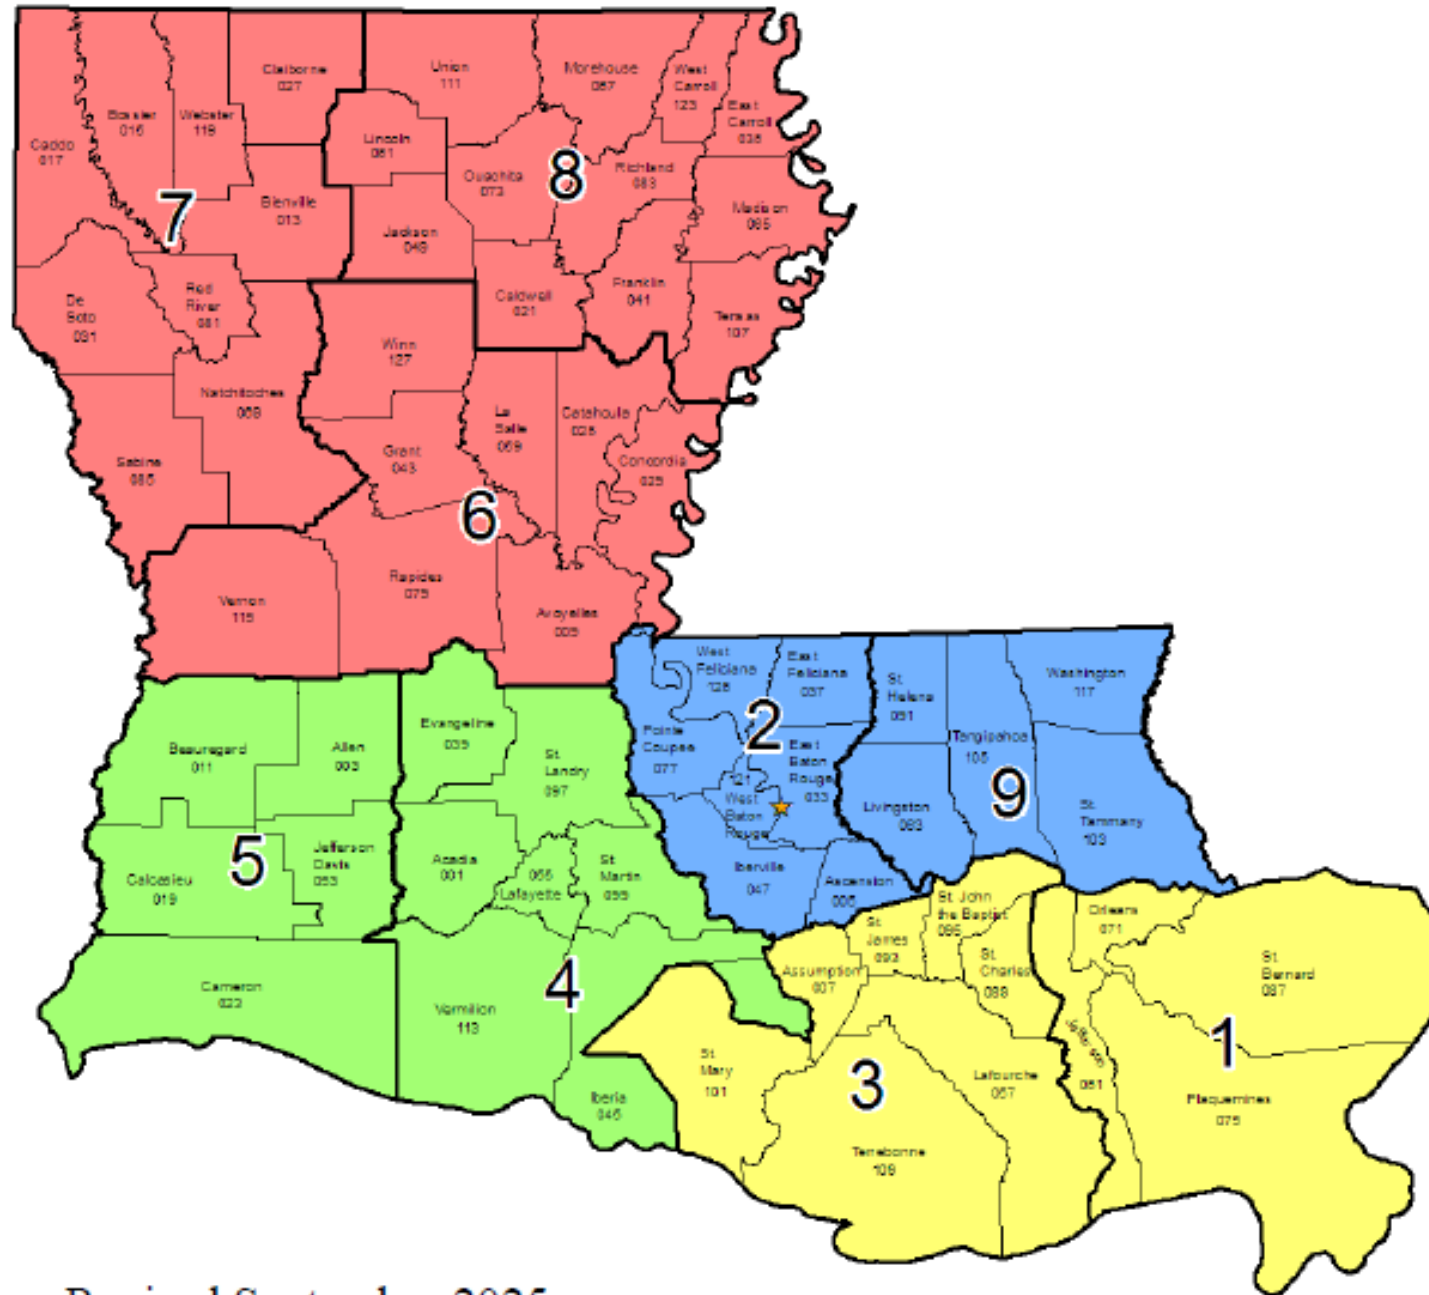 Claiborne
027
Union
111
Morehouse
067
West
Carroll
123
East
Carroll
035
Bossier
015
Webster
119
Caddo
017
Lincoln
061
Ouachita
073
8
Richland
083
7
Bienville
013
Jackson
049
Madison
065
De
Soto
031
Red
River
081
Caldwell
021
Franklin
041
Tensas
107
Winn
127
Natchitoches
069
La
Salle
059
Catahoula
025
Sabine
085
Grant
043
Concordia
029
6
Vernon
115
Rapides
079
Avoyelles
009
West
Feliciana
125
East
Feliciana
037
St.
Helena
091
Washington
117
Beauregard
011
Allen
003
Evangeline
039
St.
Landry
097
Pointe
Coupee
077
2
East
Baton
Rouge
033
Tangipahoa
105
121
West
Baton
Rouge
Livingston
063
9
St.
Tammany
103
5
Jefferson
Davis
053
Calcasieu
019
Acadia
001
055
Lafayette
St.
Martin
099
Iberville
047
Ascension
005
St. John
the Baptist
095
St.
James
093
Orleans
071
Assumption
007
St.
Charles
089
St.
Bernard
087
Cameron
023
Vermilion
113
4
Jefferson
051
1
St.
Mary
101
3
Lafourche
057
Plaquemines
075
Iberia
045
Terrebonne
109
Revised September 2025